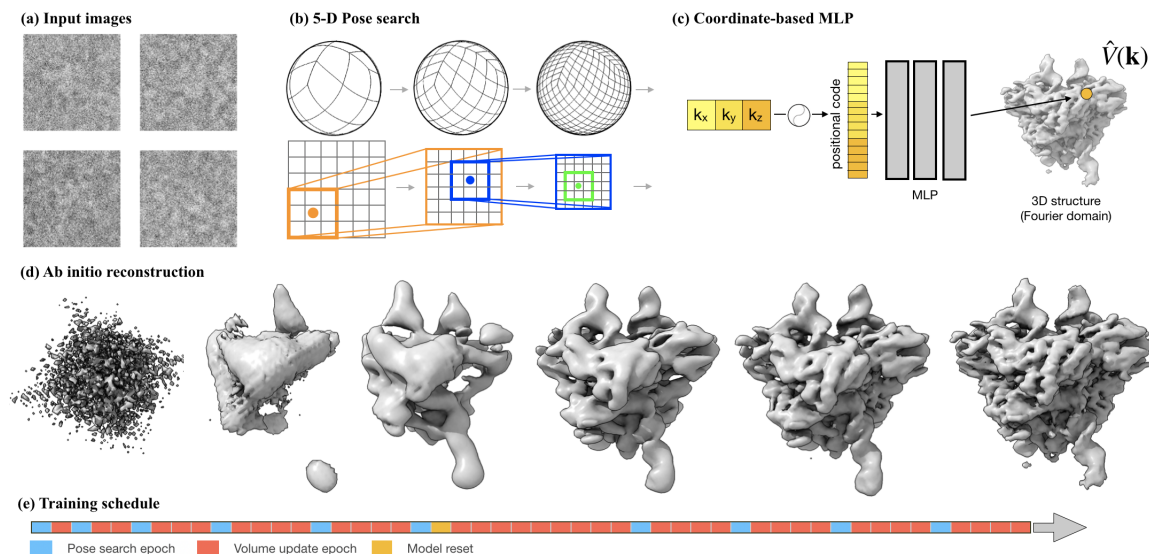 (a) Input images
(b) 5-D Pose search
(c) Coordinate-based MLP
V̂(k)
kx ky kz
positional code
MLP
3D structure
(Fourier domain)
(d) Ab initio reconstruction
(e) Training schedule
Pose search epoch
Volume update epoch
Model reset